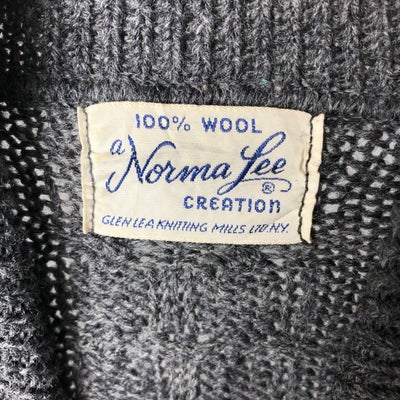 100% WOOL
a Norma Lee ®
CREATION
GLEN LEA KNITTING MILLS LTD. N.Y.